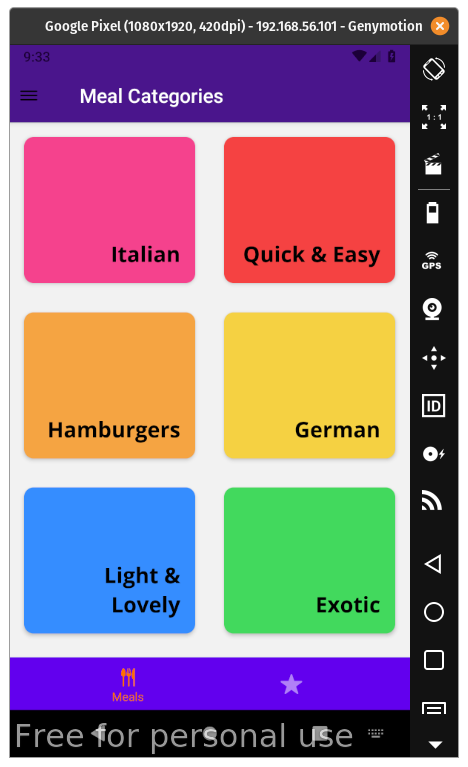 Google Pixel (1080x1920, 420dpi) - 192.168.56.101 - Genymotion
9:33
Meal Categories
1 : 1
GPS
ID
Italian
Quick & Easy
Hamburgers
German
Light &
Lovely
Exotic
Meals
Free for personal use